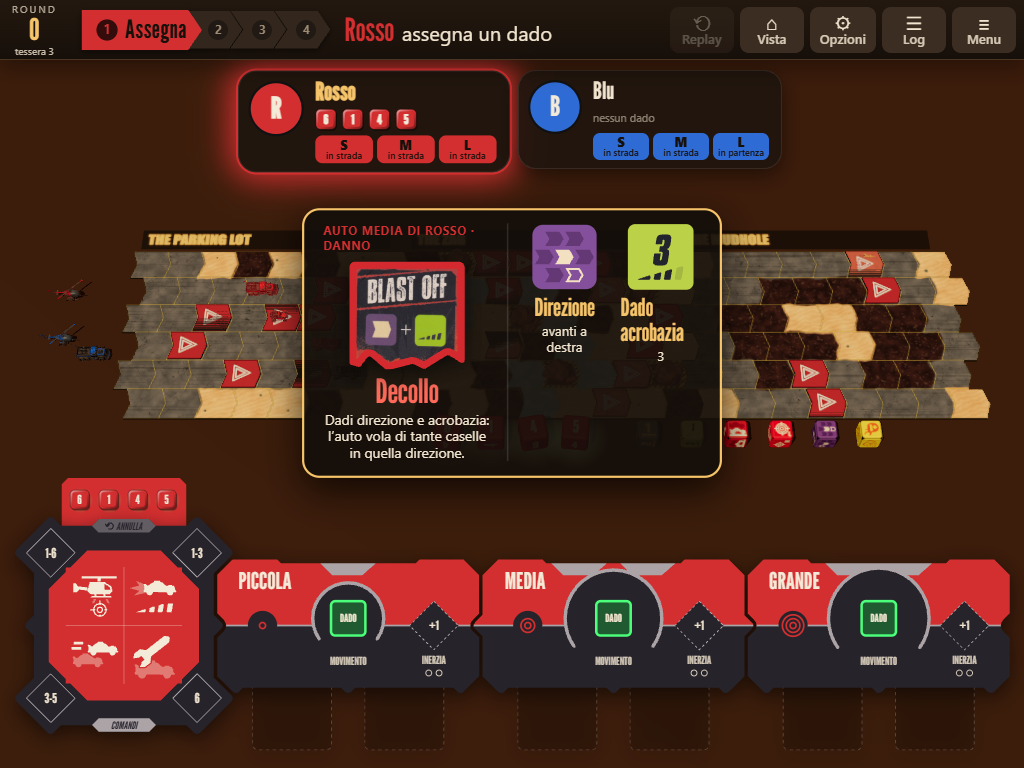 ROUND
0
tessera 3
1 Assegna
2
3
4
Rosso assegna un dado
Replay
Vista
Opzioni
Log
Menu
R
Rosso
6 1 4 5
S
in strada
M
in strada
L
in strada
B
Blu
nessun dado
S
in strada
M
in strada
L
in partenza
THE PARKING LOT
UDHOLE
AUTO MEDIA DI ROSSO ·
DANNO
BLAST OFF
+
Decollo
Dadi direzione e acrobazia:
l'auto vola di tante caselle
in quella direzione.
Direzione
avanti a
destra
3
Dado
acrobazia
3
6 1 4 5
ANNULLA
1-6
1-3
3-5
6
COMANDI
PICCOLA
DADO
MOVIMENTO
+1
INERZIA
MEDIA
DADO
MOVIMENTO
+1
INERZIA
GRANDE
DADO
MOVIMENTO
+1
INERZIA